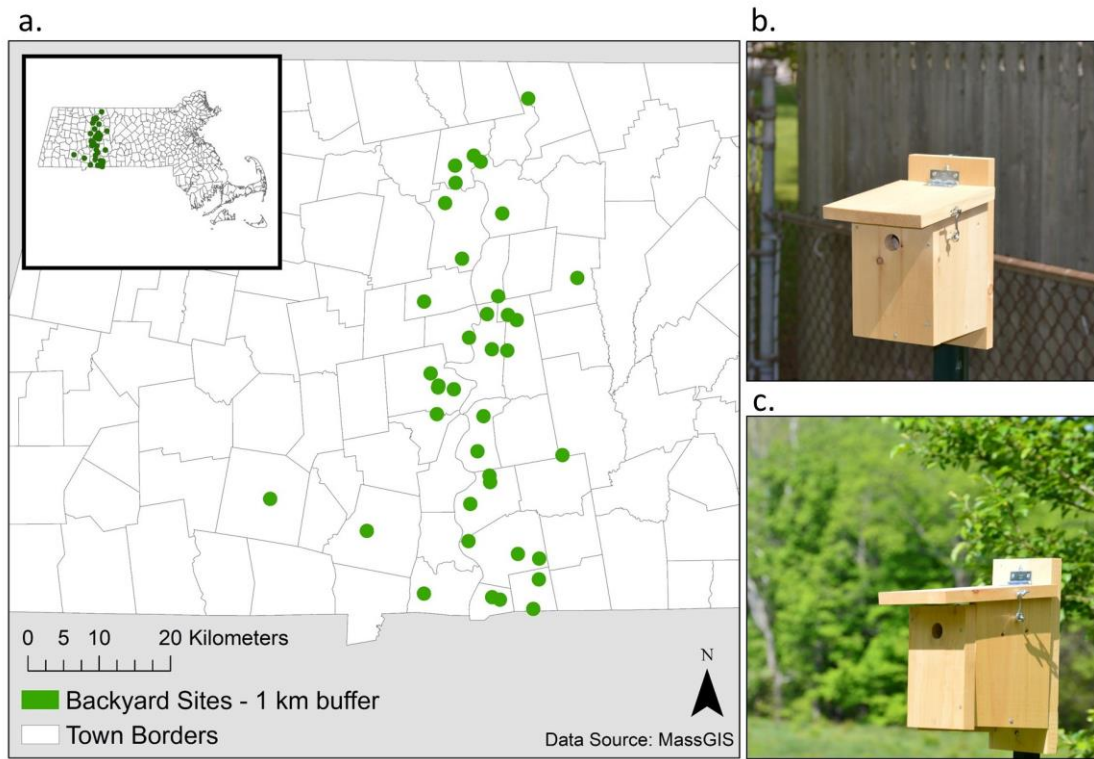 a.
0 5 10 20 Kilometers
Backyard Sites - 1 km buffer
Town Borders
N
Data Source: MassGIS
b.
c.